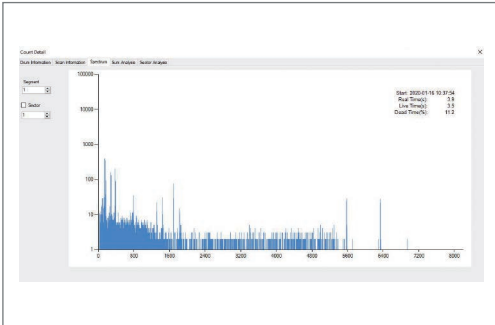 Count Detail
Drum Information Scan Information Spectrum Sum Analysis Sector Analysis
Segment
1
Sector
1
100000
10000
1000
100
10
1
0 800 1600 2400 3200 4000 4800 5600 6400 7200 8000
Start: 2020-01-16 10:37:54
Real Time(s): 3.9
Live Time(s): 3.5
Dead Time(%): 11.2